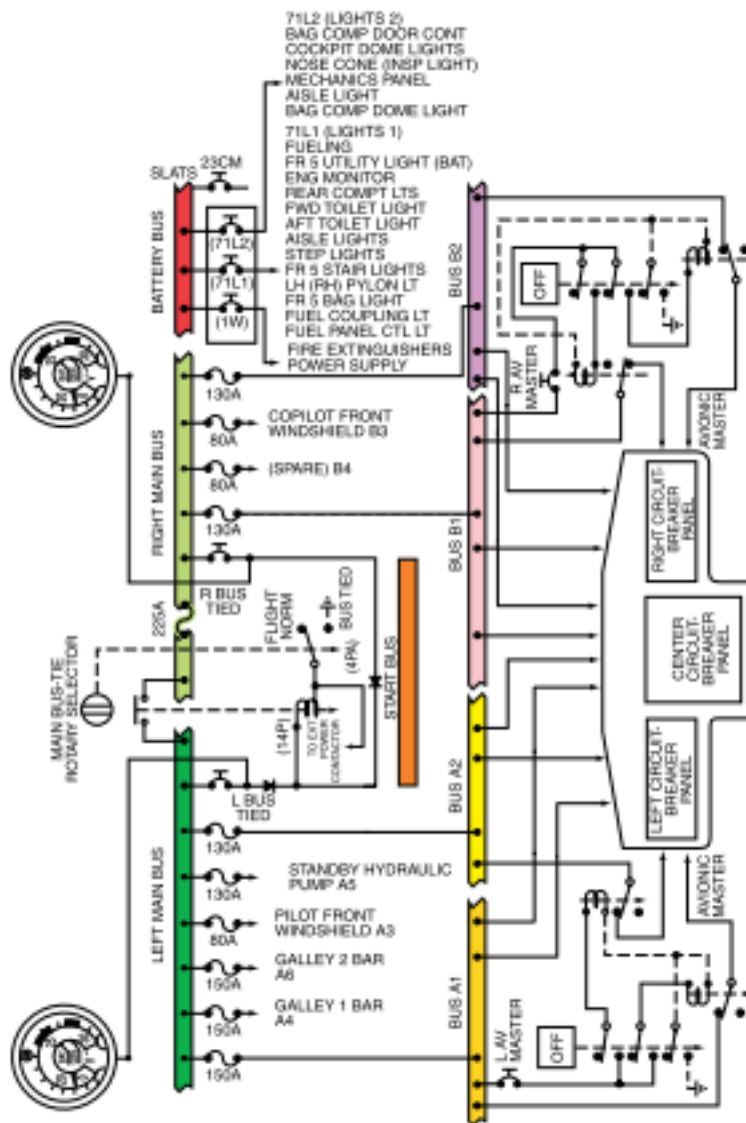 71L2 (LIGHTS 2)
BAG COMP DOOR CONT
COCKPIT DOME LIGHTS
NOSE CONE (INSP LIGHT)
MECHANICS PANEL
AISLE LIGHT
BAG COMP DOME LIGHT
71L1 (LIGHTS 1)
FUELING
FR 5 UTILITY LIGHT (BAT)
ENG MONITOR
REAR COMPT LTS
FWD TOILET LIGHT
AFT TOILET LIGHT
AISLE LIGHTS
STEP LIGHTS
FR 5 STAIR LIGHTS
LH (RH) PYLON LT
FR 5 BAG LIGHT
FUEL COUPLING LT
FUEL PANEL CTL LT
FIRE EXTINGUISHERS
POWER SUPPLY
SLATS
23CM
BATTERY BUS
(71L2)
(71L1)
(1W)
RIGHT MAIN BUS
130A
80A
COPILOT FRONT
WINDSHIELD B3
80A
(SPARE) B4
130A
R BUS
TIED
225A
MAIN BUS-TIE
ROTARY SELECTOR
FLIGHT
NORM
BUS TIED
(4PA)
(14P)
TO EXT
POWER
CONTACTOR
START BUS
L BUS
TIED
LEFT MAIN BUS
130A
130A
STANDBY HYDRAULIC
PUMP A5
80A
PILOT FRONT
WINDSHIELD A3
150A
GALLEY 2 BAR
A6
150A
GALLEY 1 BAR
A4
150A
BUS B2
BUS B1
BUS A2
BUS A1
OFF
R AV
MASTER
AVIONIC
MASTER
RIGHT CIRCUIT-
BREAKER
PANEL
CENTER
CIRCUIT-
BREAKER
PANEL
LEFT CIRCUIT-
BREAKER
PANEL
AVIONIC
MASTER
L AV
MASTER
OFF